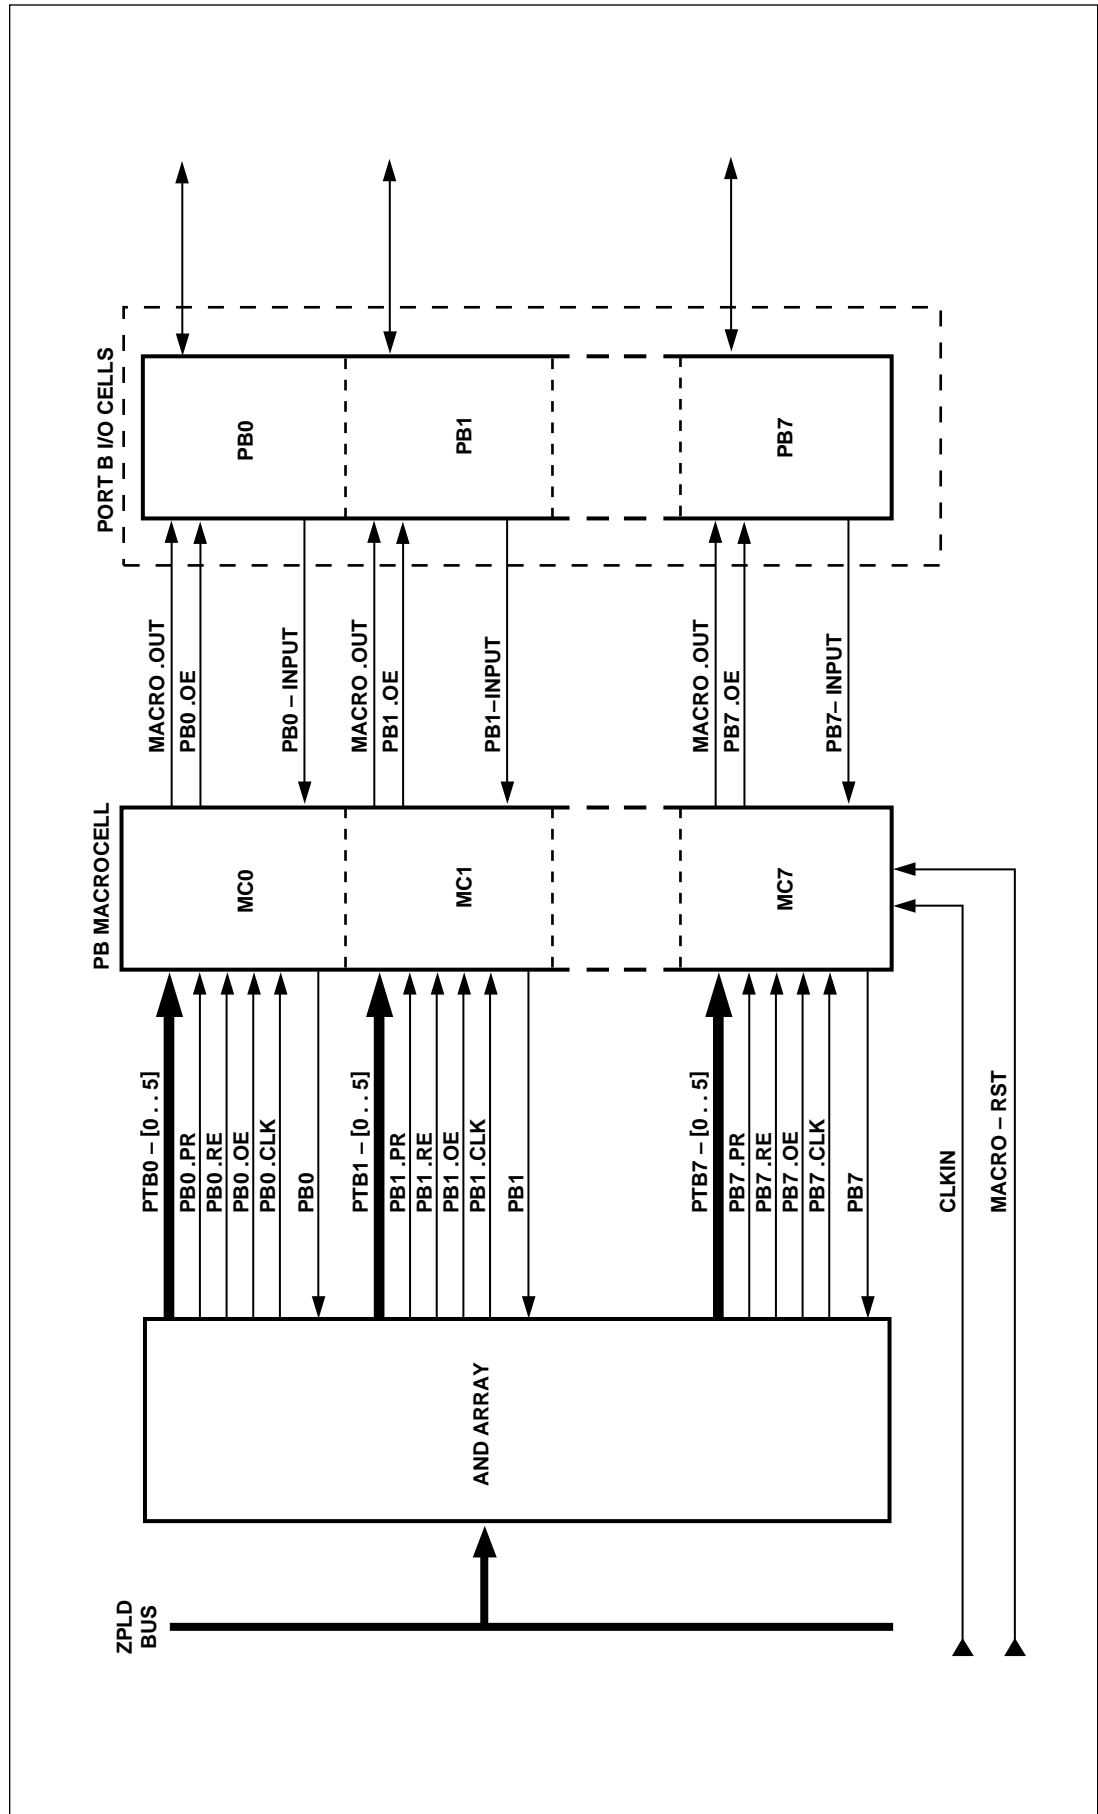 ZPLD
BUS
AND ARRAY
PTB0 – [0 . . 5]
PB0 .PR
PB0 .RE
PB0 .OE
PB0 .CLK
PB0
PTB1 – [0 . . 5]
PB1 .PR
PB1 .RE
PB1 .OE
PB1 .CLK
PB1
PTB7 – [0 . . 5]
PB7 .PR
PB7 .RE
PB7 .OE
PB7 .CLK
PB7
CLKIN
MACRO – RST
PB MACROCELL
MC0
MC1
MC7
MACRO .OUT
PB0 .OE
PB0 – INPUT
MACRO .OUT
PB1 .OE
PB1–INPUT
MACRO .OUT
PB7 .OE
PB7– INPUT
PORT B I/O CELLS
PB0
PB1
PB7